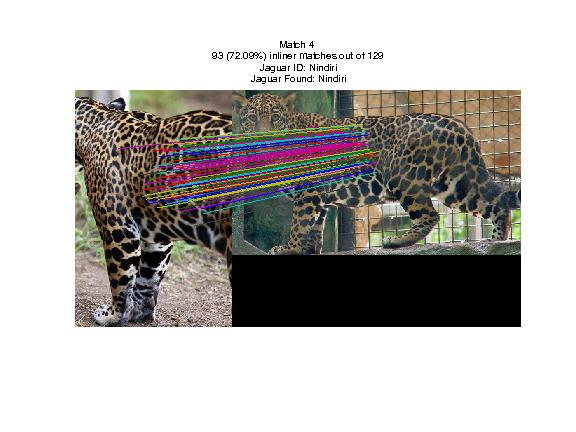 Match 4
93 (72.09%) inliner matches out of 129
Jaguar ID: Nindiri
Jaguar Found: Nindiri